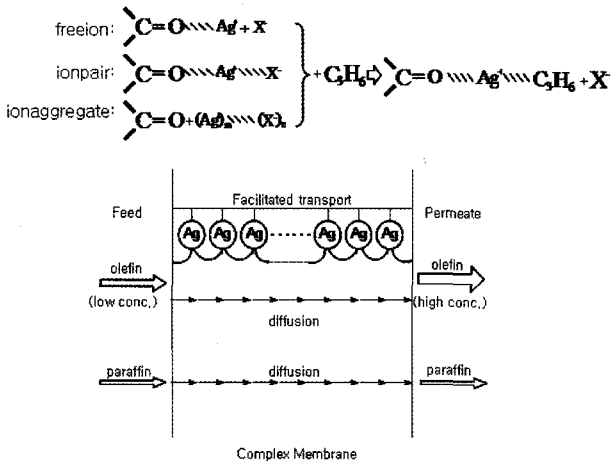 freeion: C=O Ag⁺ + X⁻
ionpair: C=O Ag⁺ X⁻ + C₃H₆ ⇨ C=O Ag⁺ C₃H₆ + X⁻
ionaggregate: C=O+(Ag)ₘ (X⁻)ₙ
Facilitated transport
Feed Permeate
Ag Ag Ag Ag Ag Ag
olefin olefin
(low conc,) (high conc,)
diffusion
paraffin diffusion paraffin
Complex Membrane